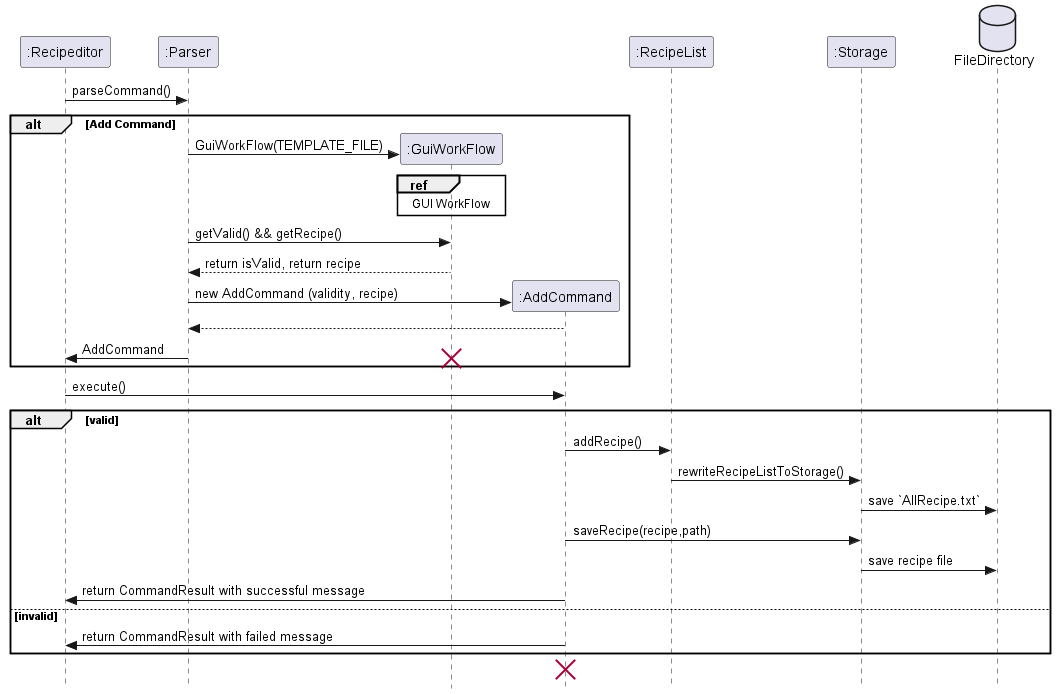 :Recipeditor
:Parser
:RecipeList
:Storage
FileDirectory
parseCommand()
alt
[Add Command]
GuiWorkFlow(TEMPLATE_FILE)
:GuiWorkFlow
ref
GUI WorkFlow
getValid() && getRecipe()
return isValid, return recipe
new AddCommand (validity, recipe)
:AddCommand
AddCommand
execute()
alt
[valid]
addRecipe()
rewriteRecipeListToStorage()
save `AllRecipe.txt`
saveRecipe(recipe,path)
save recipe file
return CommandResult with successful message
[invalid]
return CommandResult with failed message